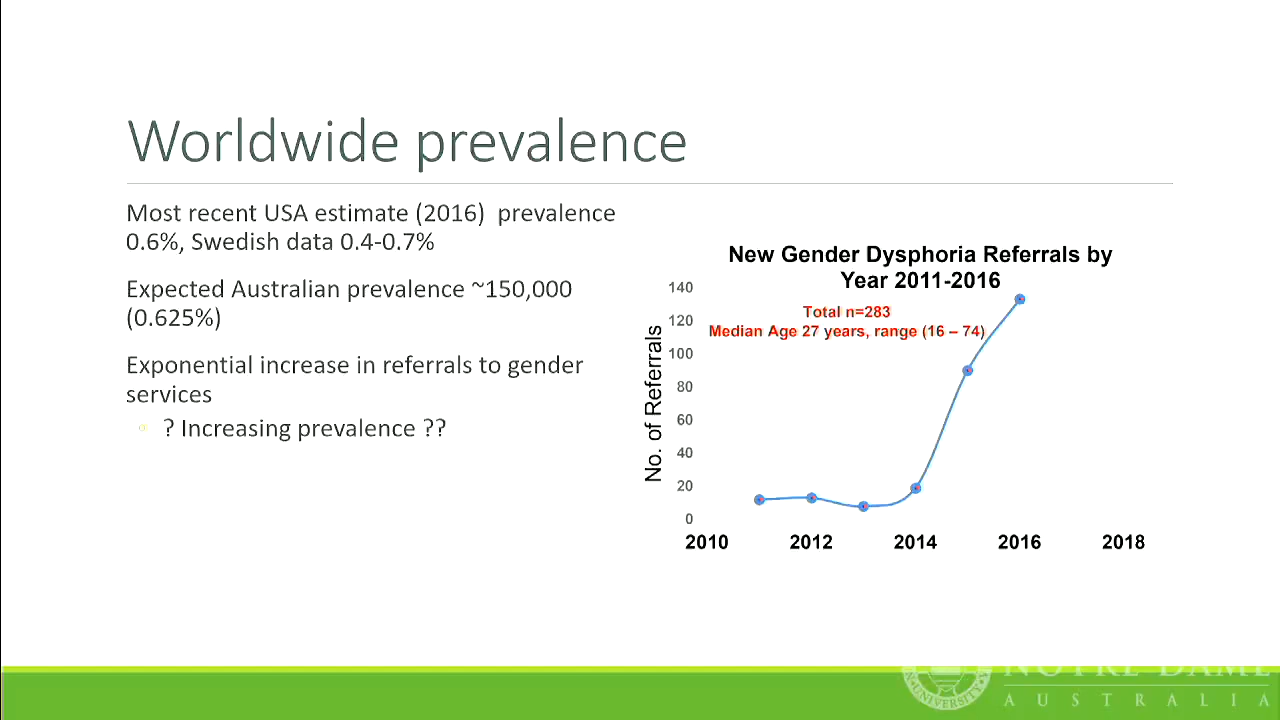 Worldwide prevalence
Most recent USA estimate (2016) prevalence
0.6%, Swedish data 0.4-0.7%
Expected Australian prevalence ~150,000
(0.625%)
Exponential increase in referrals to gender
services
? Increasing prevalence ??
New Gender Dysphoria Referrals by
Year 2011-2016
Total n=283
Median Age 27 years, range (16 – 74)
No. of Referrals
140
120
100
80
60
40
20
0
2010 2012 2014 2016 2018
NOTRE DAME
AUSTRALIA
UNIVERSITY